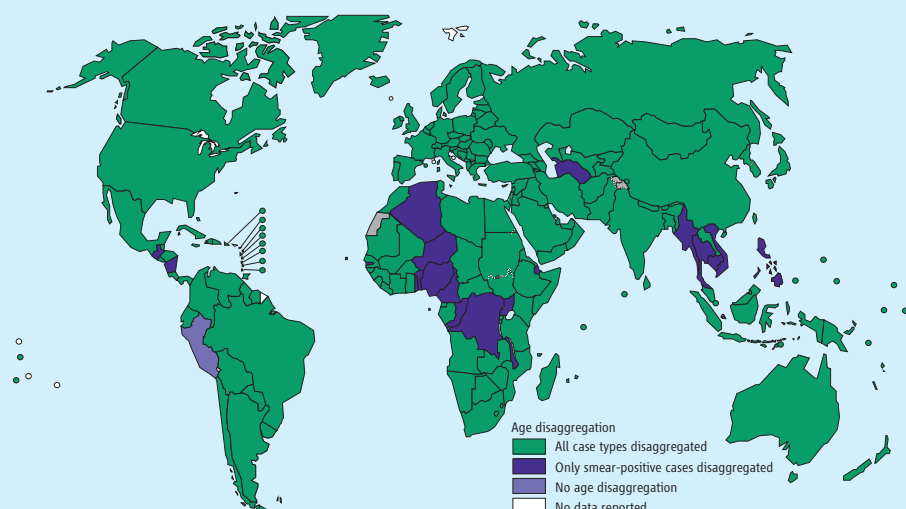 Age disaggregation
All case types disaggregated
Only smear-positive cases disaggregated
No age disaggregation
No data reported